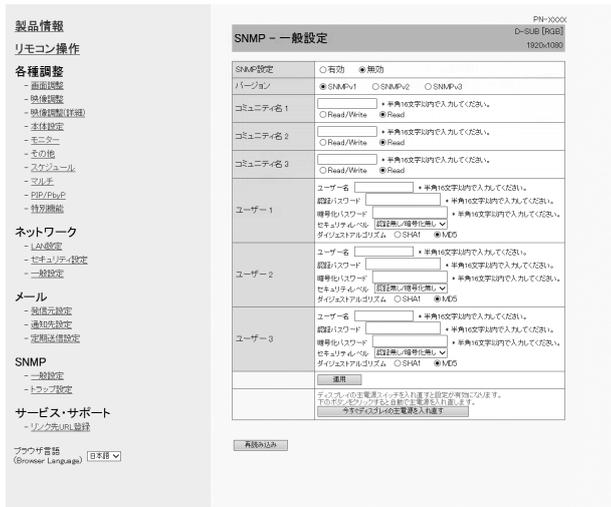 製品情報
リモコン操作
各種調整
- 画面調整
- 映像調整
- 映像調整(詳細)
- 本体設定
- モニター
- その他
- スケジュール
- マルチ
- PIP/PbyP
- 特別機能
ネットワーク
- LAN設定
- セキュリティ設定
- 一般設定
メール
- 発信元設定
- 通知先設定
- 定期送信設定
SNMP
- 一般設定
- トラップ設定
サービス・サポート
- リンク先URL登録
ブラウザ言語
(Browser Language) 日本語
PN-XXXX
SNMP - 一般設定
D-SUB [RGB]
1920x1080
SNMP設定 有効 無効
バージョン SNMPv1 SNMPv2 SNMPv3
コミュニティ名 1 * 半角16文字以内で入力してください。
Read/Write Read
コミュニティ名 2 * 半角16文字以内で入力してください。
Read/Write Read
コミュニティ名 3 * 半角16文字以内で入力してください。
Read/Write Read
ユーザー 1
ユーザー名 * 半角16文字以内で入力してください。
認証パスワード * 半角16文字以内で入力してください。
暗号化パスワード * 半角16文字以内で入力してください。
セキュリティレベル 認証無し/暗号化無し
ダイジェストアルゴリズム SHA1 MD5
ユーザー 2
ユーザー名 * 半角16文字以内で入力してください。
認証パスワード * 半角16文字以内で入力してください。
暗号化パスワード * 半角16文字以内で入力してください。
セキュリティレベル 認証無し/暗号化無し
ダイジェストアルゴリズム SHA1 MD5
ユーザー 3
ユーザー名 * 半角16文字以内で入力してください。
認証パスワード * 半角16文字以内で入力してください。
暗号化パスワード * 半角16文字以内で入力してください。
セキュリティレベル 認証無し/暗号化無し
ダイジェストアルゴリズム SHA1 MD5
適用
ディスプレイの主電源スイッチを入れ直すと設定が有効になります。
下のボタンをクリックすると自動で主電源を入れ直します。
今すぐディスプレイの主電源を入れ直す
再読み込み